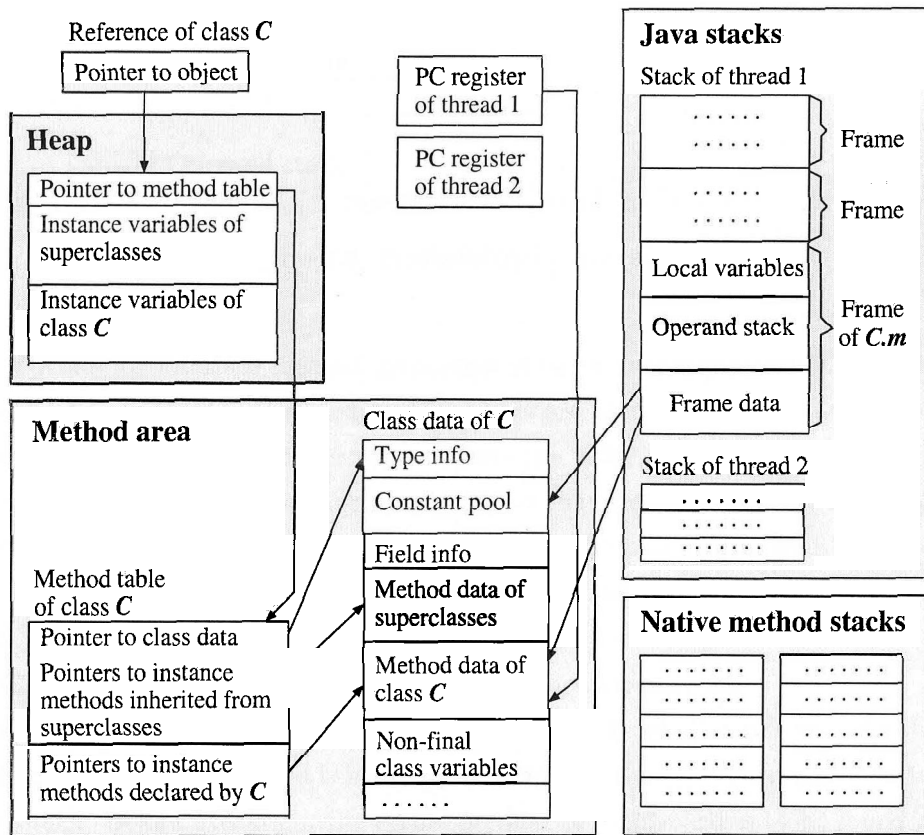 Reference of class C
Pointer to object
Heap
Pointer to method table
Instance variables of
superclasses
Instance variables of
class C
PC register
of thread 1
PC register
of thread 2
Java stacks
Stack of thread 1
. . . . . .
. . . . . .
Frame
. . . . . .
. . . . . .
Frame
Local variables
Operand stack
Frame data
Frame
of C.m
Stack of thread 2
. . . . . . .
. . . . . . .
. . . . . . .
Method area
Class data of C
Type info
Constant pool
Field info
Method data of
superclasses
Method data of
class C
Non-final
class variables
. . . . . .
Method table
of class C
Pointer to class data
Pointers to instance
methods inherited from
superclasses
Pointers to instance
methods declared by C
Native method stacks
. . . . . . .
. . . . . . .
. . . . . . .
. . . . . . .
. . . . . . .
. . . . . . .
. . . . . . .
. . . . . . .
. . . . . . .
. . . . . . .